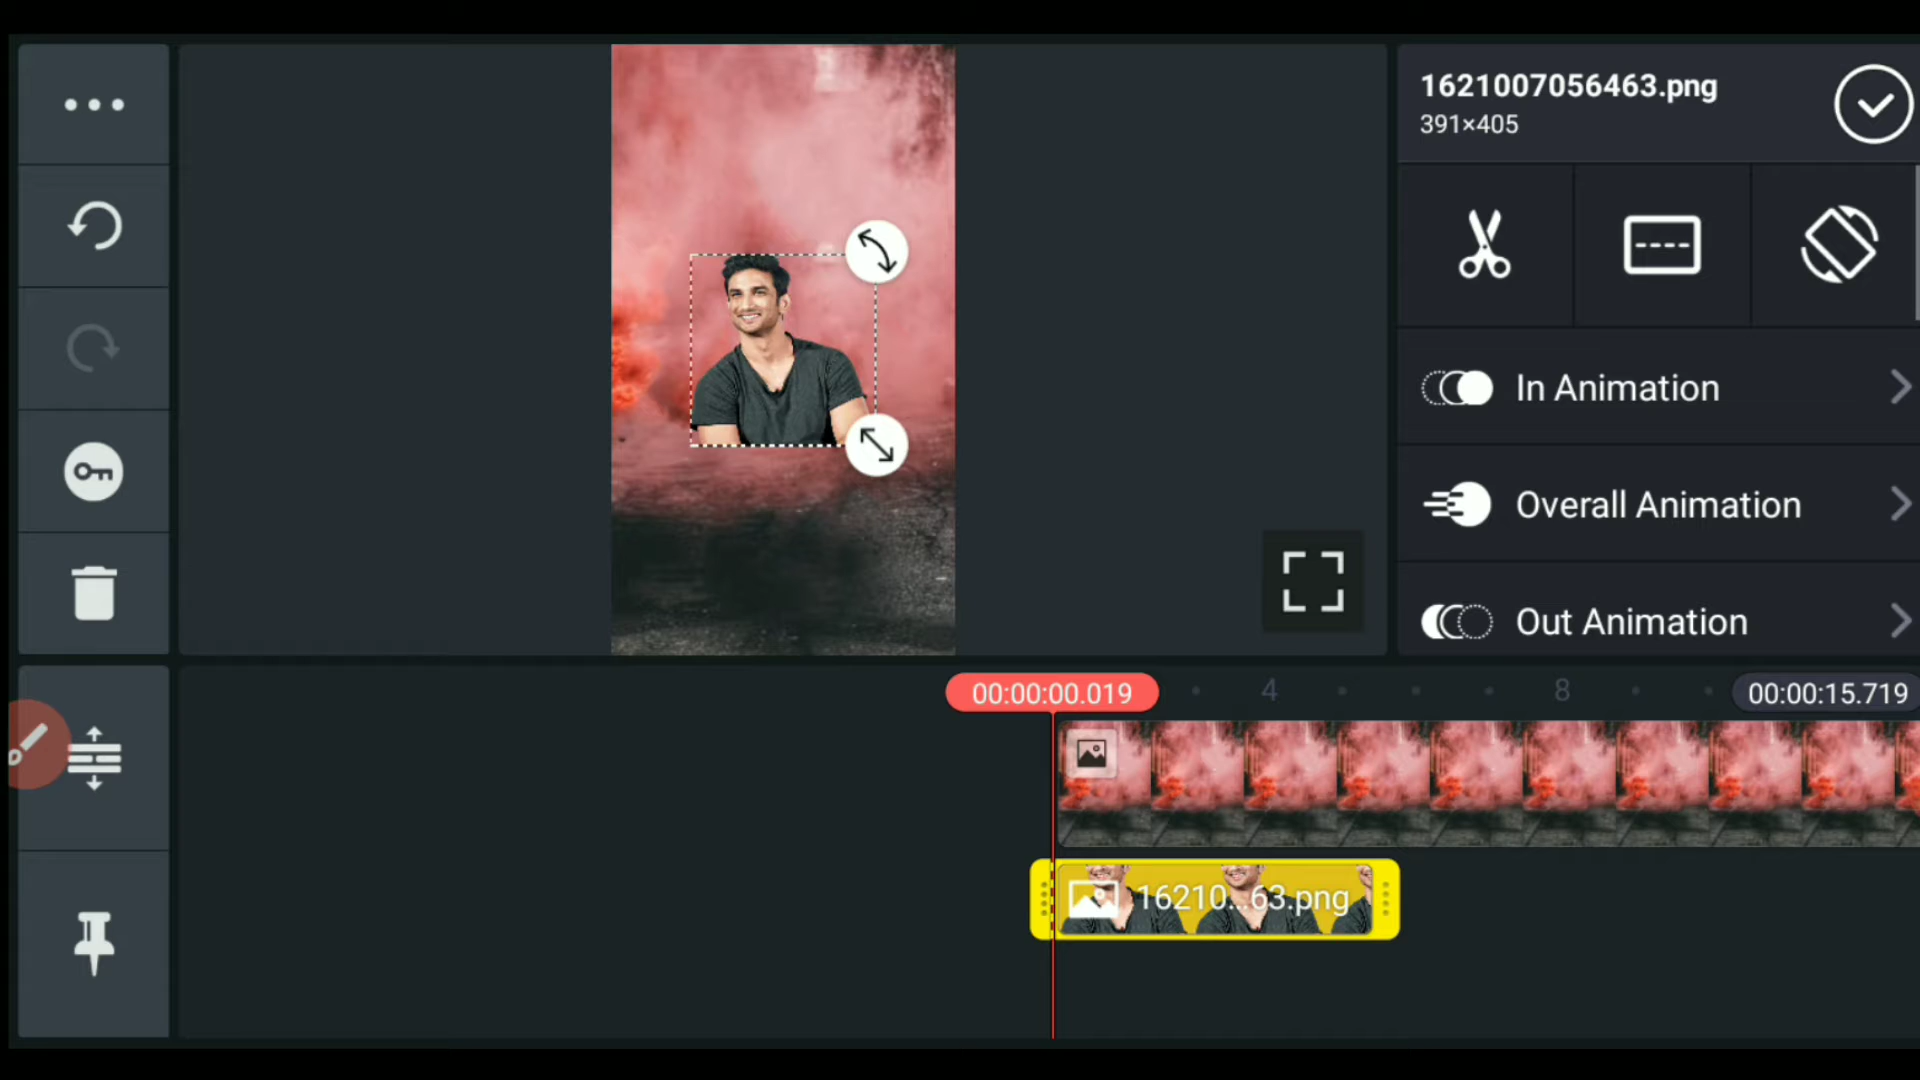 1621007056463.png
391×405
In Animation
Overall Animation
Out Animation
00:00:00.019
4
8
00:00:15.719
16210...63.png